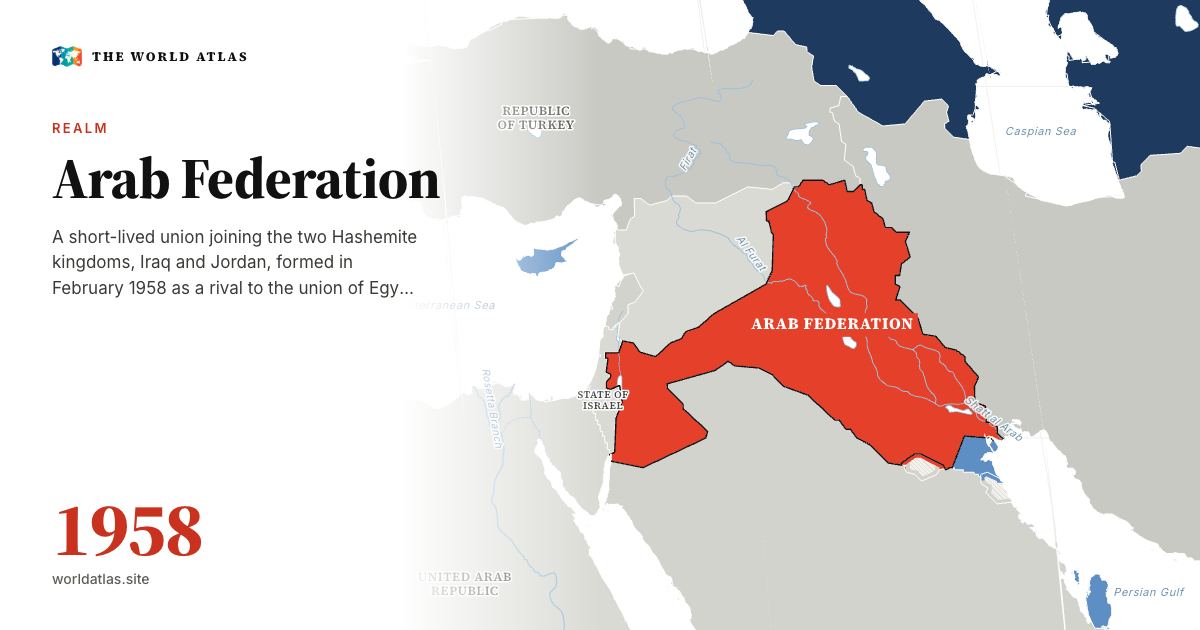 THE WORLD ATLAS
REALM
Arab Federation
A short-lived union joining the two Hashemite
kingdoms, Iraq and Jordan, formed in
February 1958 as a rival to the union of Egy...
1958
worldatlas.site
REPUBLIC
OF TURKEY
Caspian Sea
Firat
Al Furat
terranean Sea
ARAB FEDERATION
STATE OF
ISRAEL
Rosetta Branch
Shatt al Arab
UNITED ARAB
REPUBLIC
Persian Gulf